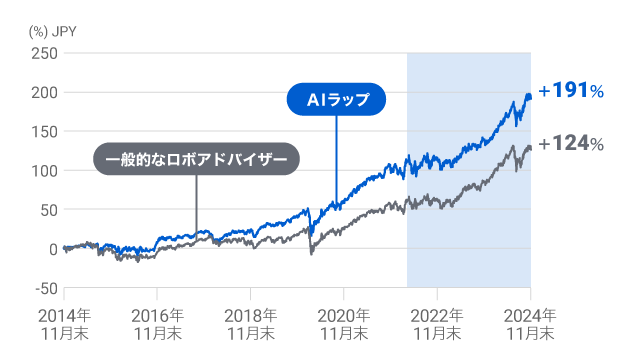 (%) JPY
250
200
150
100
50
0
-50
AIラップ
一般的なロボアドバイザー
+191%
+124%
2014年
11月末
2016年
11月末
2018年
11月末
2020年
11月末
2022年
11月末
2024年
11月末